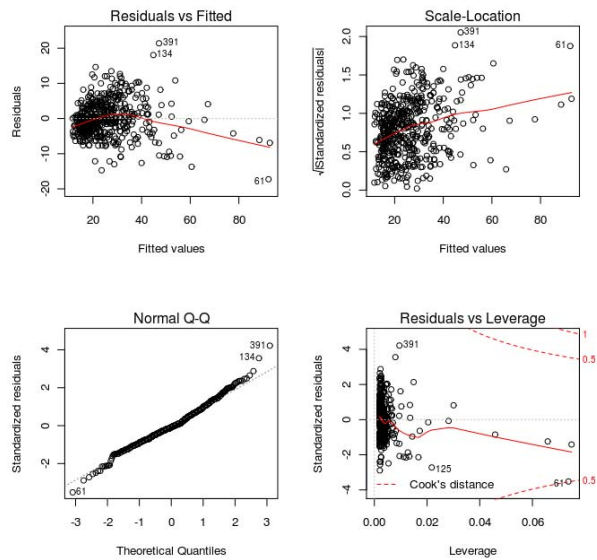 Residuals vs Fitted
Residuals
20
10
0
-10
-20
391
134
61
20 40 60 80
Fitted values
Scale-Location
√|Standardized residuals|
2.0
1.5
1.0
0.5
0.0
391
134
61
20 40 60 80
Fitted values
Normal Q-Q
Standardized residuals
4
2
0
-2
391
134
61
-3 -2 -1 0 1 2 3
Theoretical Quantiles
Residuals vs Leverage
Standardized residuals
4
2
0
-2
-4
391
1
0.5
125
Cook's distance
61
0.5
0.00 0.02 0.04 0.06
Leverage